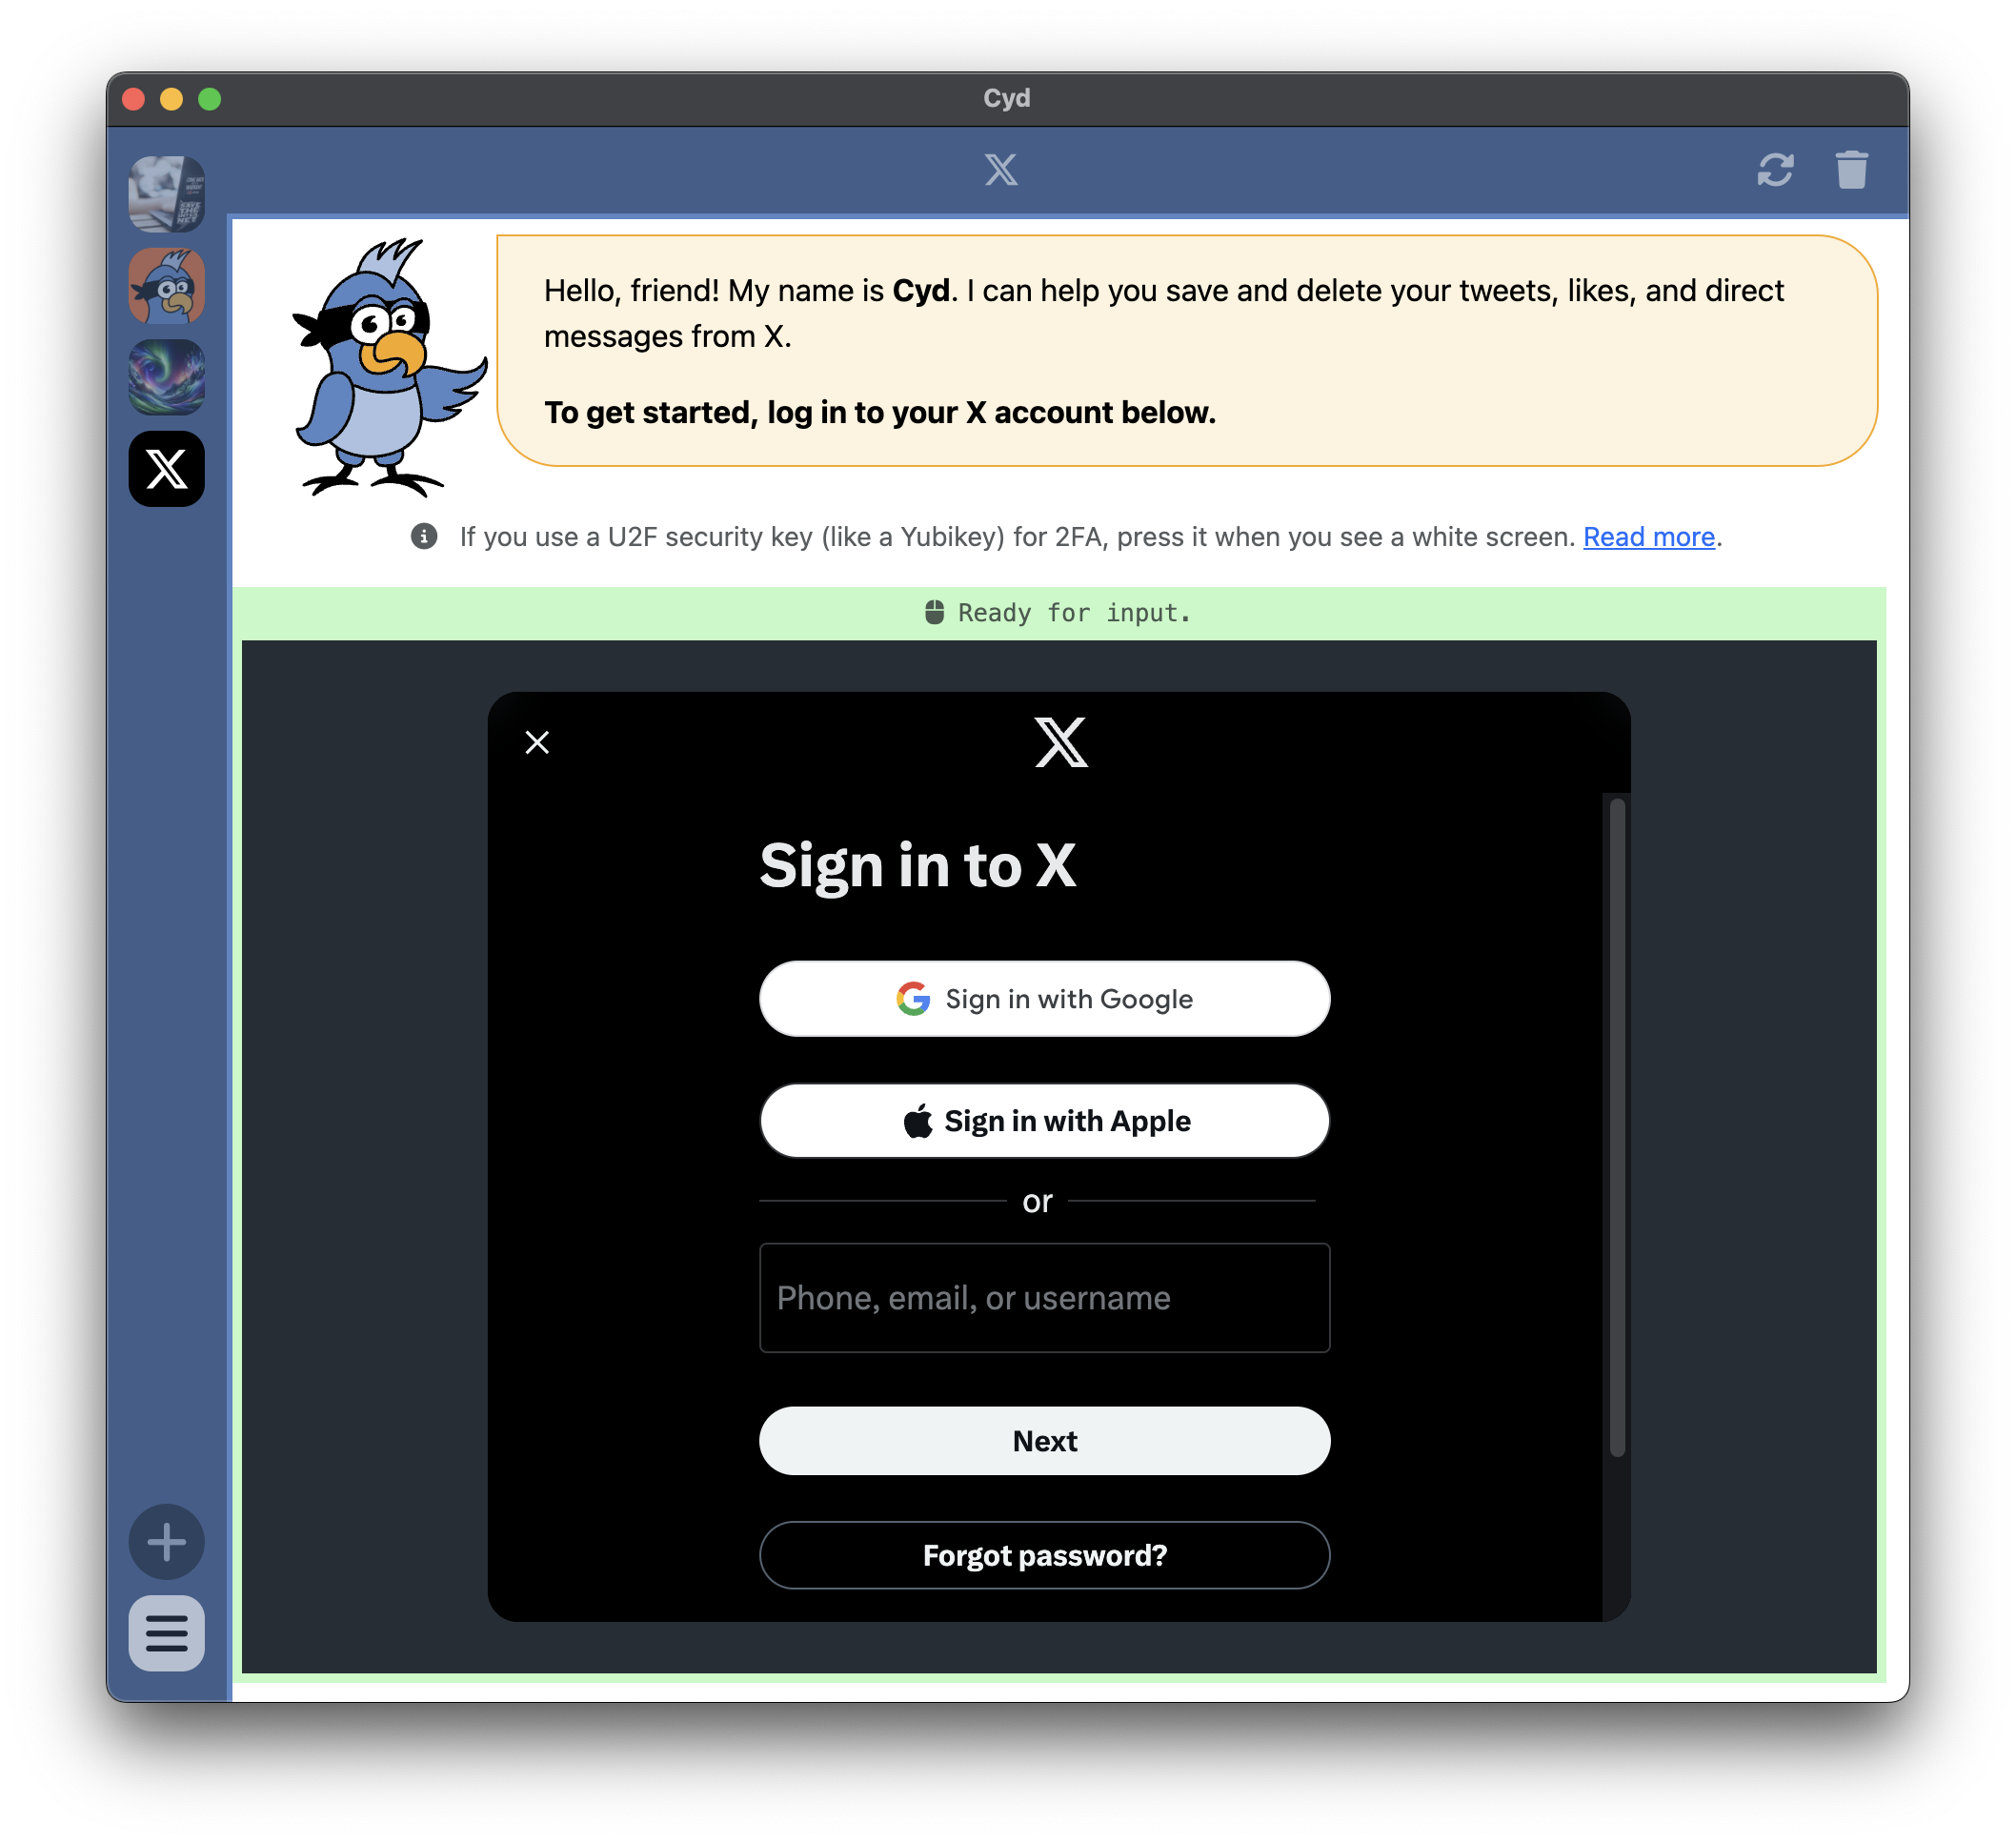 Cyd
Hello, friend! My name is Cyd. I can help you save and delete your tweets, likes, and direct
messages from X.
To get started, log in to your X account below.
If you use a U2F security key (like a Yubikey) for 2FA, press it when you see a white screen. Read more.
Ready for input.
Sign in to X
Sign in with Google
Sign in with Apple
or
Phone, email, or username
Next
Forgot password?